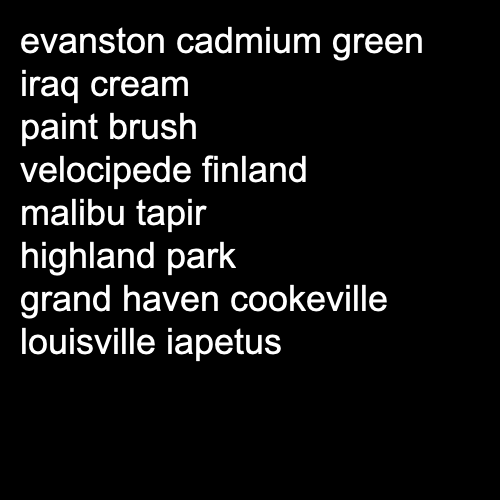 evanston cadmium green
iraq cream
paint brush
velocipede finland
malibu tapir
highland park
grand haven cookeville
louisville iapetus